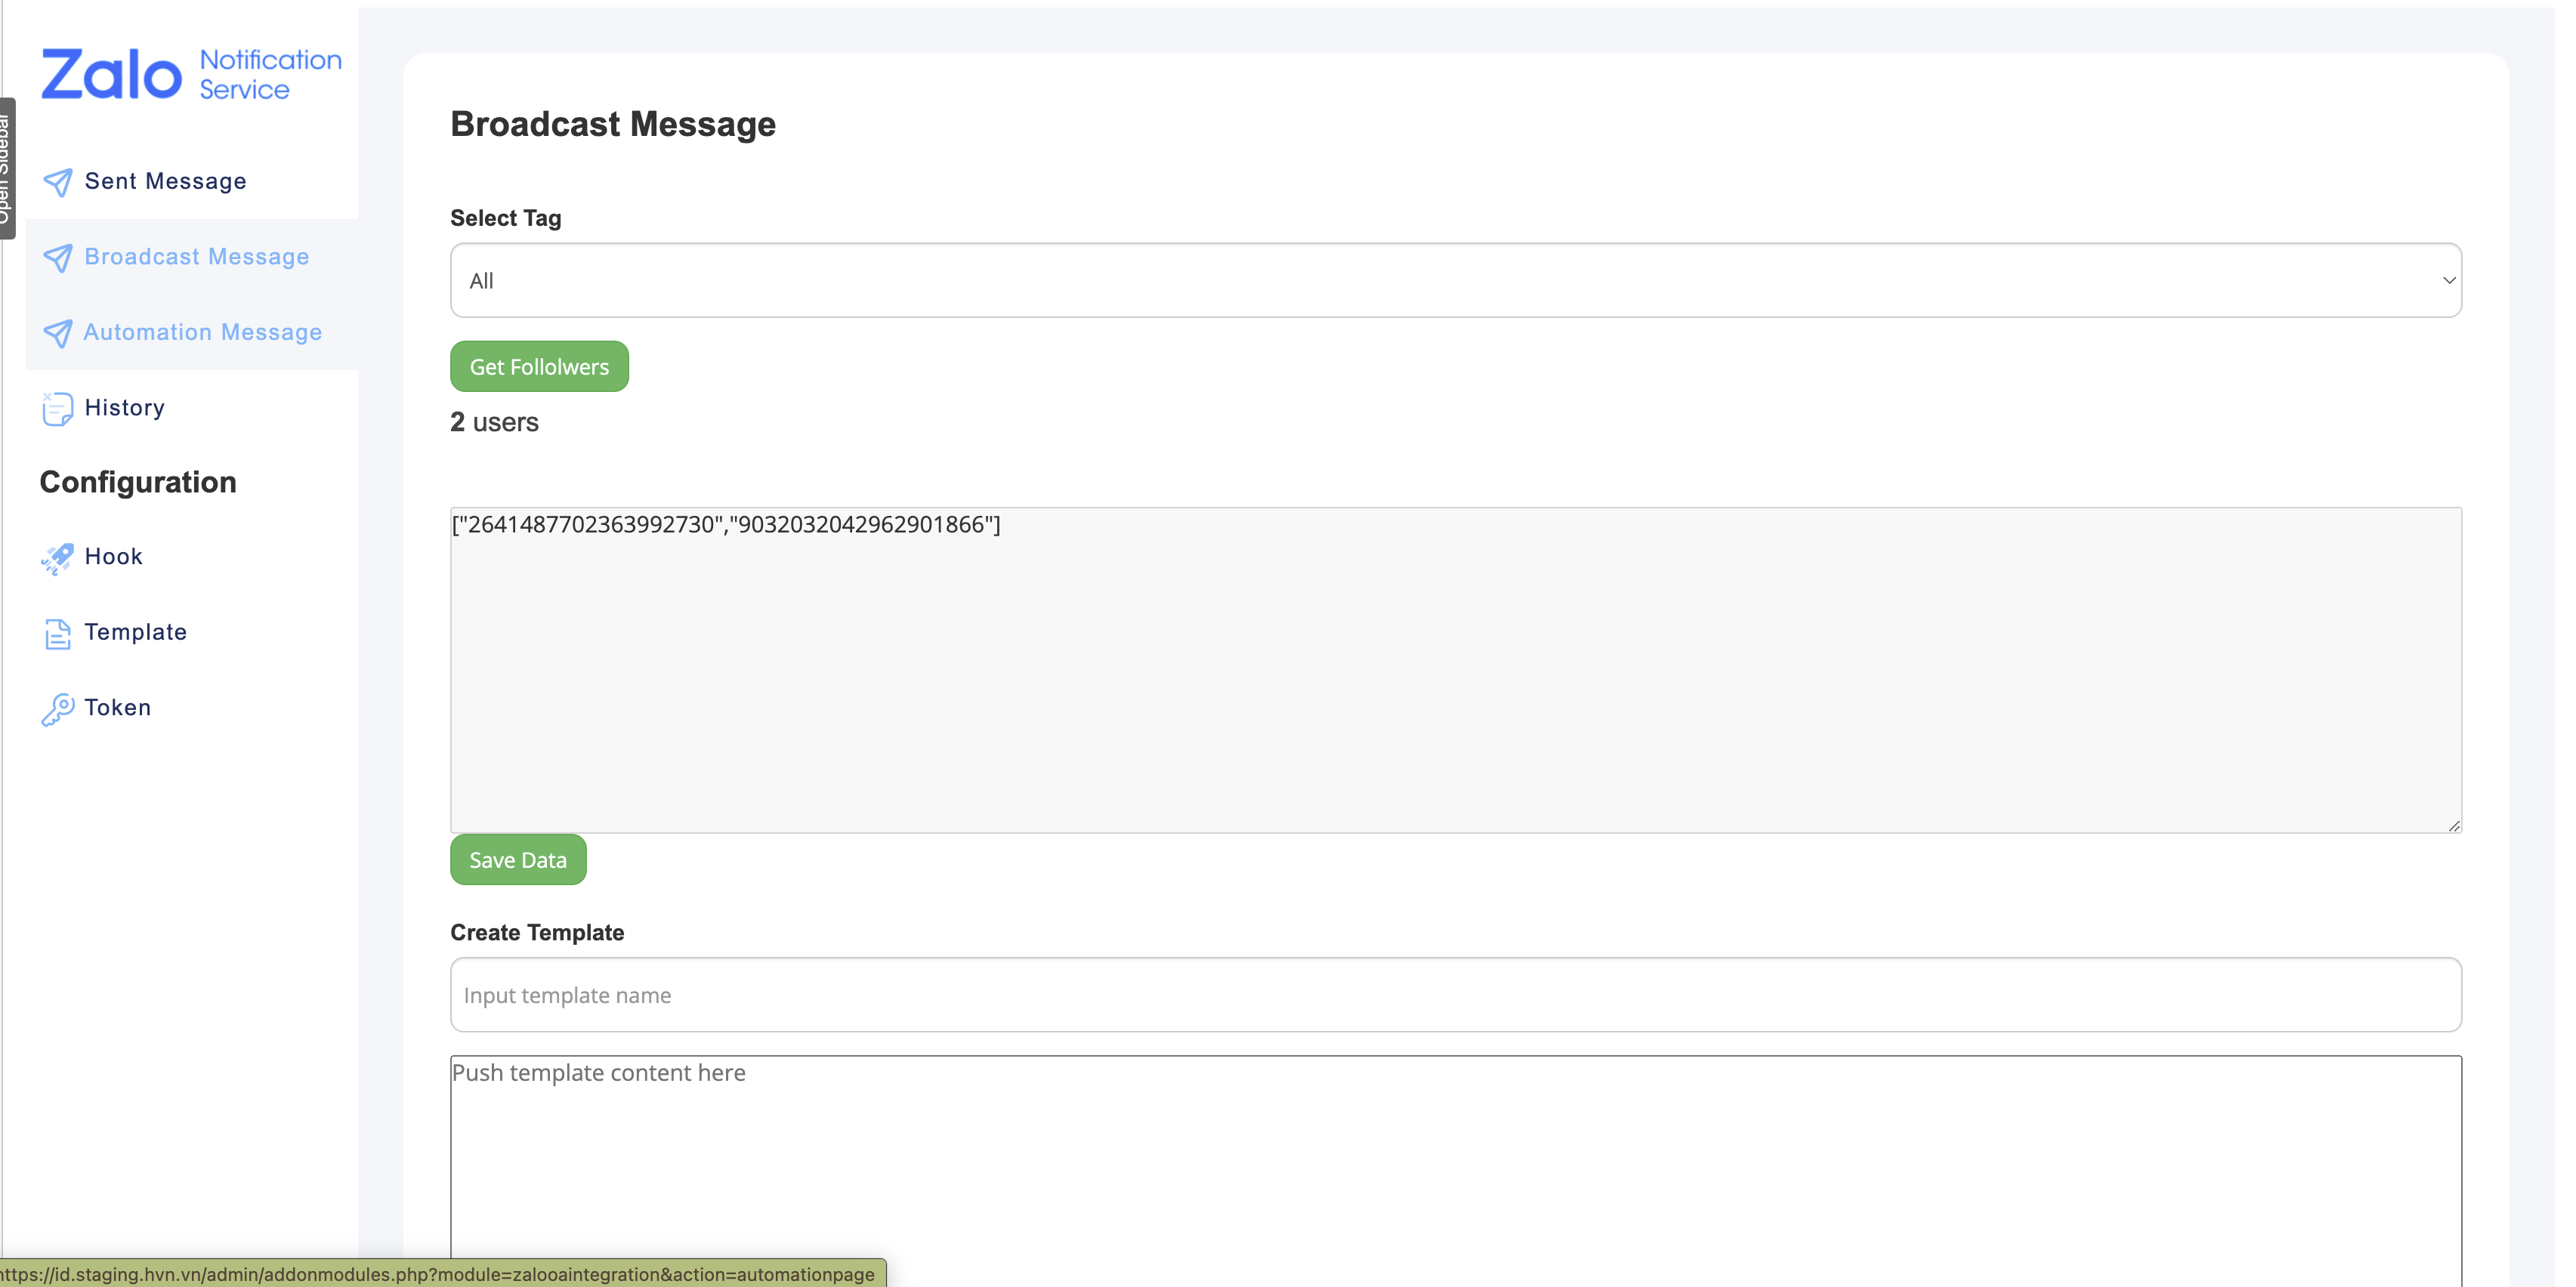 Zalo Notification
Service
Open Sidebar
Sent Message
Broadcast Message
Automation Message
History
Configuration
Hook
Template
Token
Broadcast Message
Select Tag
All
Get Follolwers
2 users
["2641487702363992730","9032032042962901866"]
Save Data
Create Template
Input template name
Push template content here
https://id.staging.hvn.vn/admin/addonmodules.php?module=zalooaintegration&action=automationpage